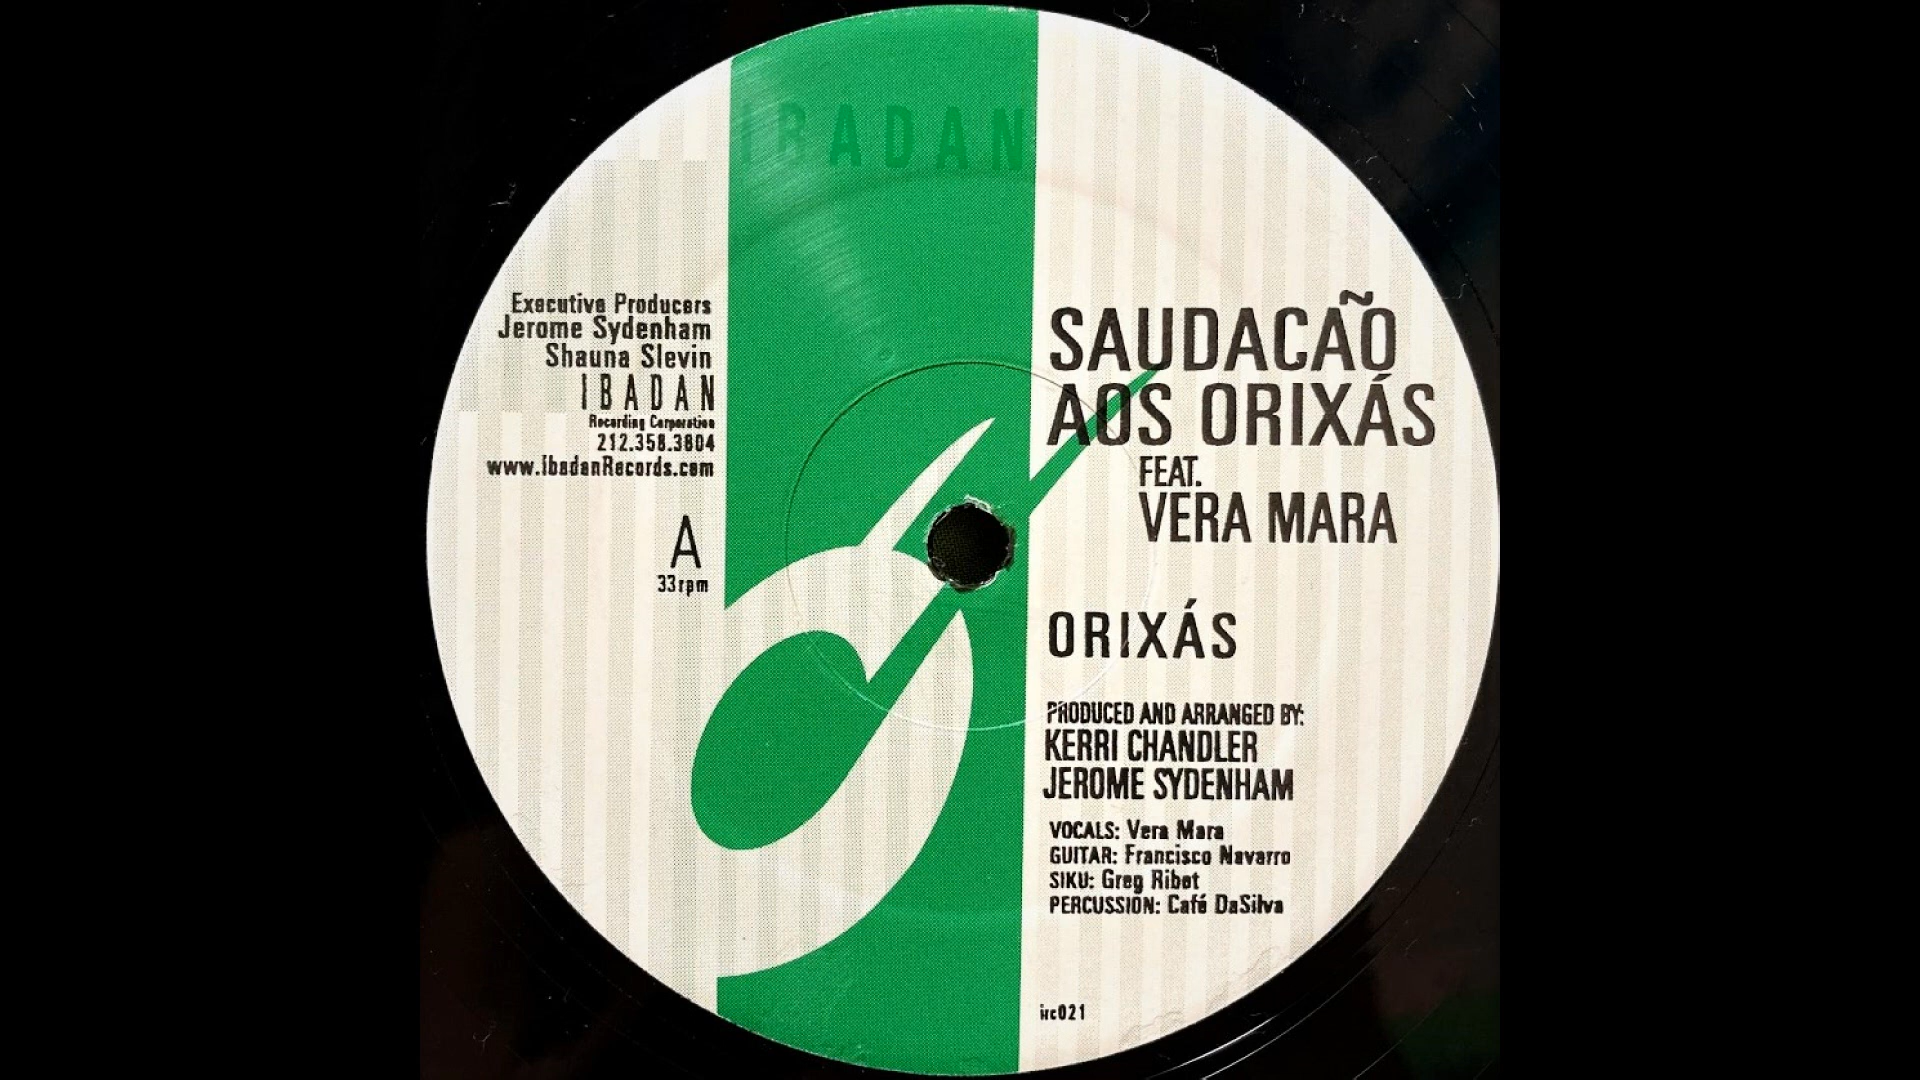 IBADAN
Executive Producers
Jerome Sydenham
Shauna Slevin
IBADAN
Recording Corporation
212.358.3804
www.ibadanRecords.com
A
33rpm
SAUDACÃO
AOS ORIXÁS
FEAT.
VERA MARA
ORIXÁS
PRODUCED AND ARRANGED BY:
KERRI CHANDLER
JEROME SYDENHAM
VOCALS: Vera Mara
GUITAR: Francisco Navarro
SIKU: Greg Ribot
PERCUSSION: Café DaSilva
irc021